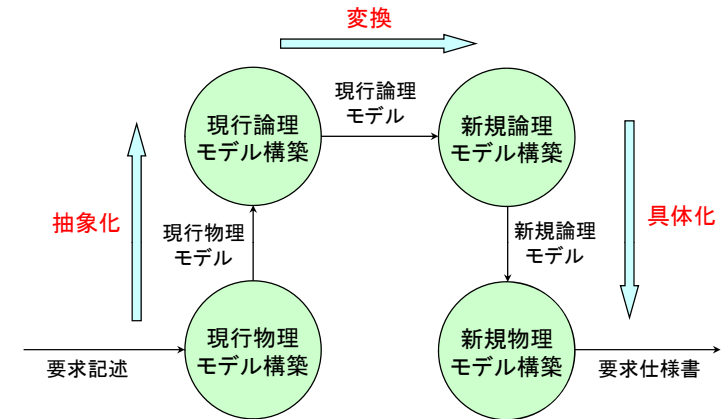 変換
現行論理
モデル構築
現行論理
モデル
新規論理
モデル構築
抽象化
現行物理
モデル
新規論理
モデル
具体化
要求記述
現行物理
モデル構築
新規物理
モデル構築
要求仕様書